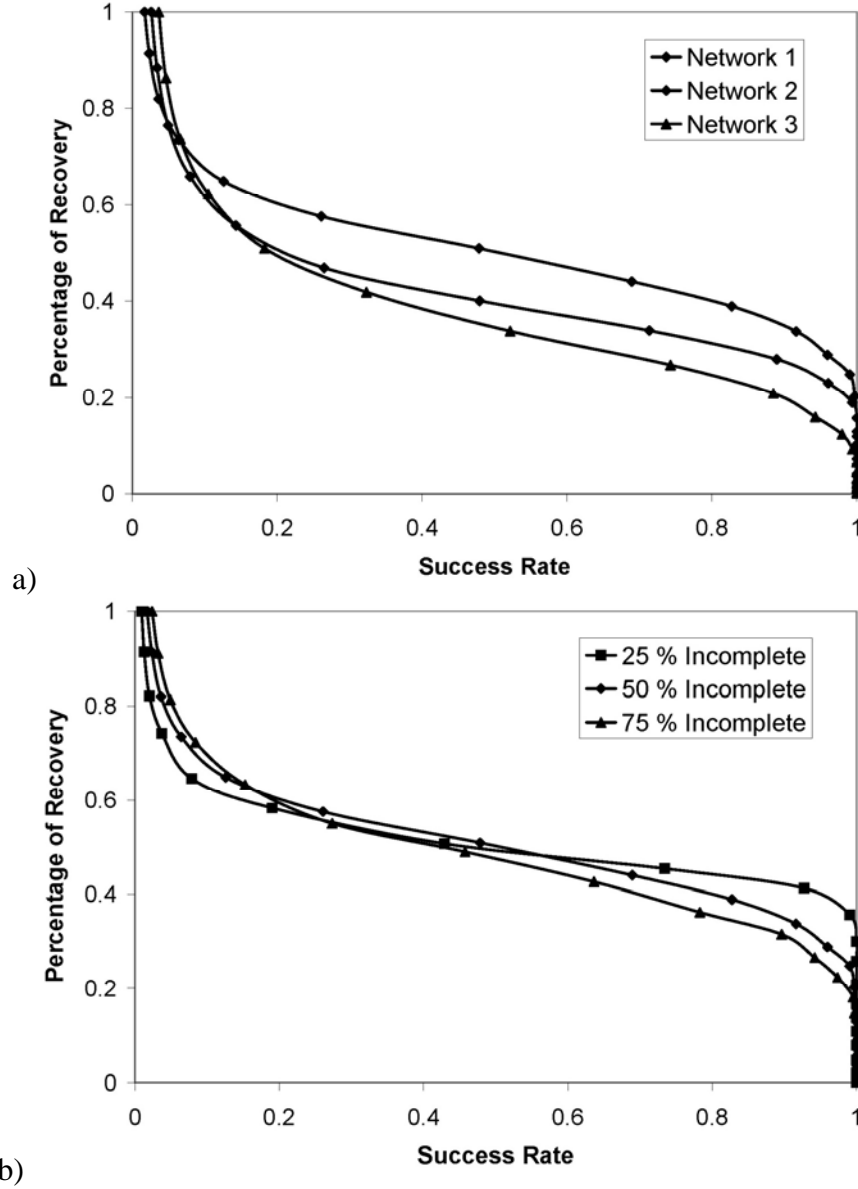 1
0.8
0.6
0.4
0.2
0
Percentage of Recovery
Network 1
Network 2
Network 3
0
0.2
0.4
0.6
0.8
1
Success Rate
a)
1
0.8
0.6
0.4
0.2
0
Percentage of Recovery
25 % Incomplete
50 % Incomplete
75 % Incomplete
0
0.2
0.4
0.6
0.8
1
Success Rate
b)